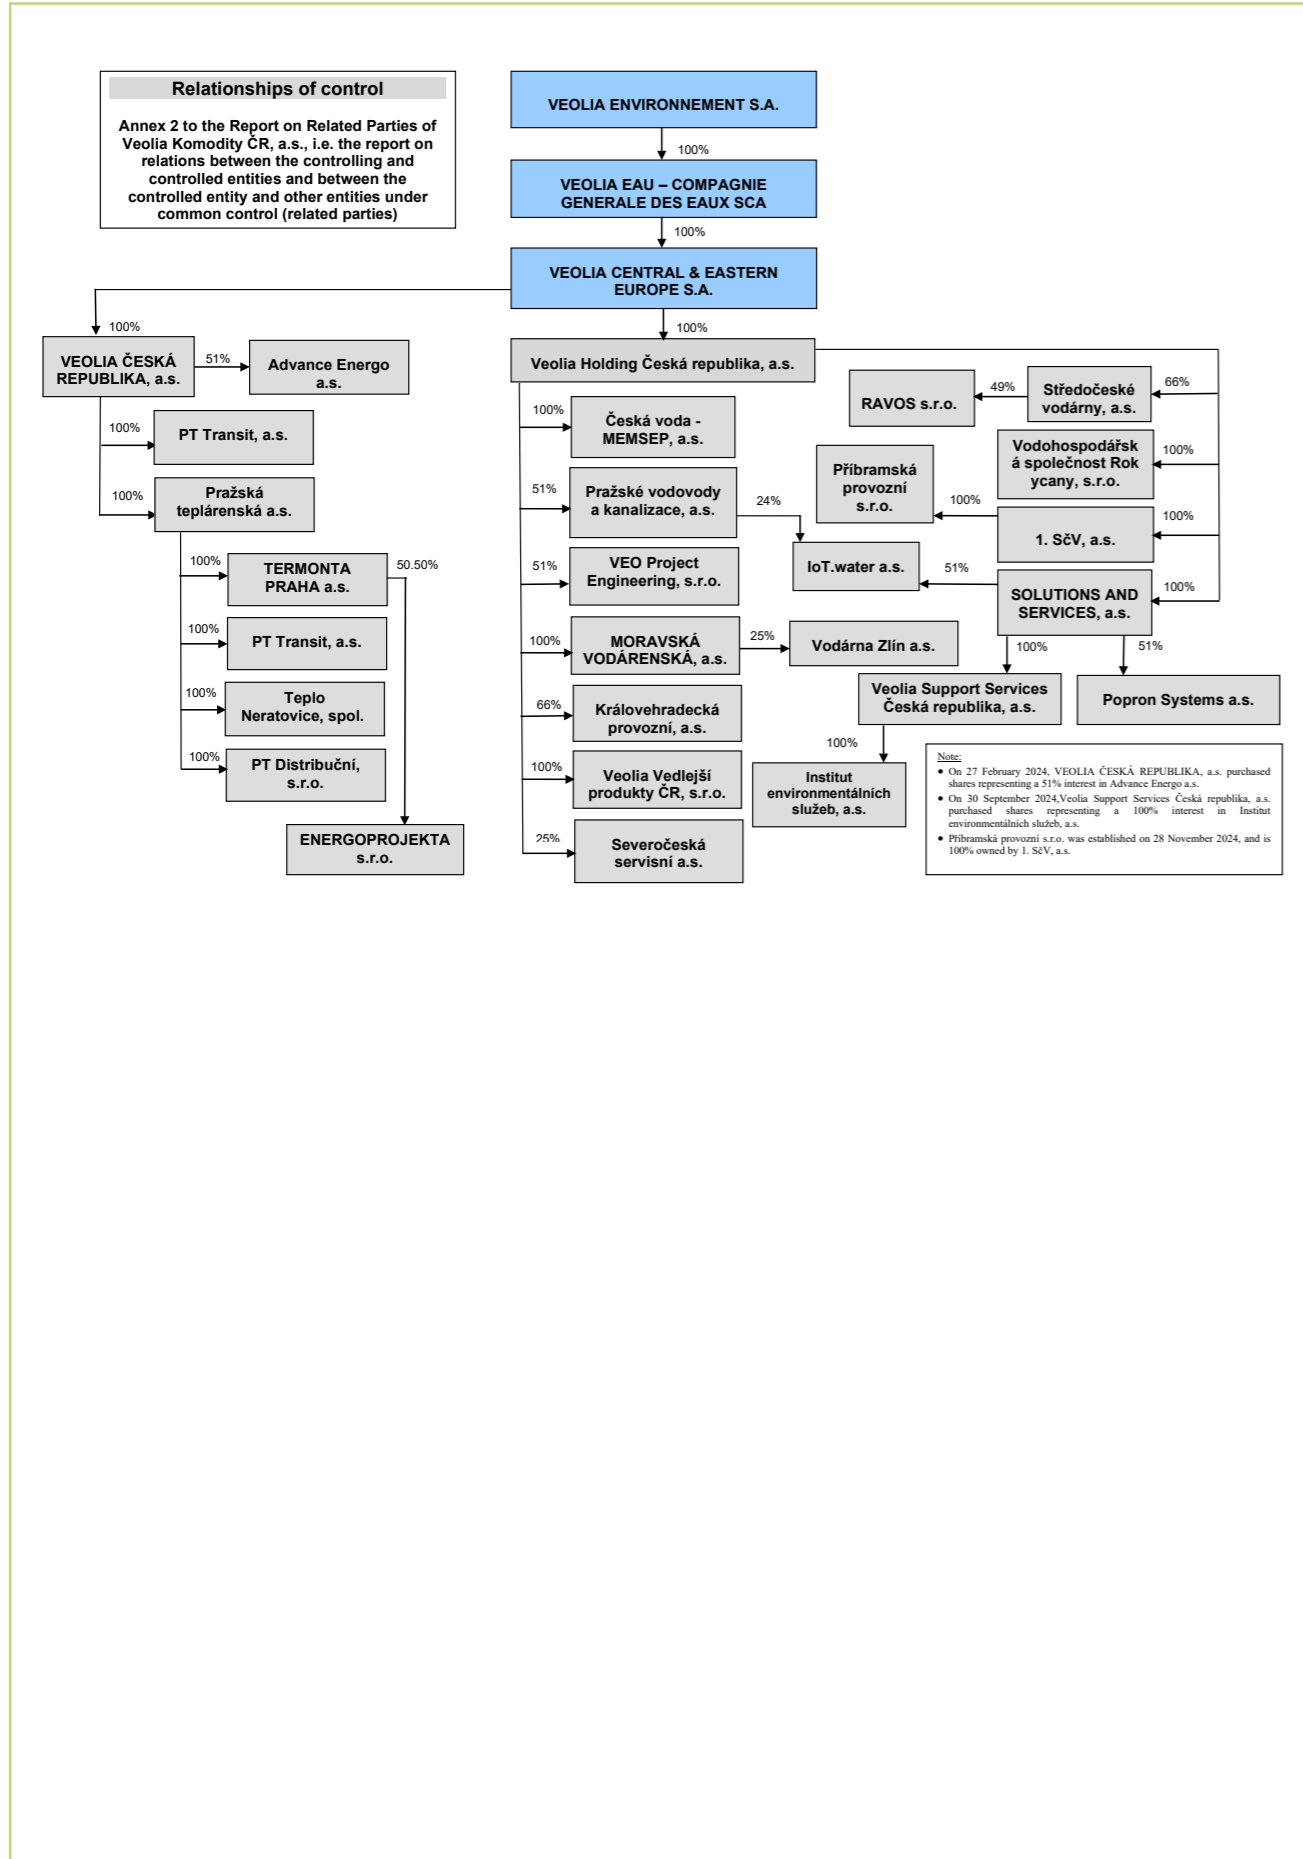 Relationships of control
Annex 2 to the Report on Related Parties of
Veolia Komodity ČR, a.s., i.e. the report on
relations between the controlling and
controlled entities and between the
controlled entity and other entities under
common control (related parties)
VEOLIA ENVIRONNEMENT S.A.
100%
VEOLIA EAU – COMPAGNIE
GENERALE DES EAUX SCA
100%
VEOLIA CENTRAL & EASTERN
EUROPE S.A.
100%
VEOLIA ČESKÁ
REPUBLIKA, a.s.
51%
Advance Energo
a.s.
100%
PT Transit, a.s.
100%
Pražská
teplárenská a.s.
100%
TERMONTA
PRAHA a.s.
50.50%
100%
PT Transit, a.s.
100%
Teplo
Neratovice, spol.
100%
PT Distribuční,
s.r.o.
ENERGOPROJEKTA
s.r.o.
100%
Veolia Holding Česká republika, a.s.
100%
Česká voda -
MEMSEP, a.s.
51%
Pražské vodovody
a kanalizace, a.s.
24%
51%
VEO Project
Engineering, s.r.o.
100%
MORAVSKÁ
VODÁRENSKÁ, a.s.
25%
Vodárna Zlín a.s.
66%
Královehradecká
provozní, a.s.
100%
Veolia Vedlejší
produkty ČR, s.r.o.
25%
Severočeská
servisní a.s.
RAVOS s.r.o.
49%
Středočeské
vodárny, a.s.
66%
Vodohospodářsk
á společnost Rok
ycany, s.r.o.
100%
Příbramská
provozní
s.r.o.
100%
1. SčV, a.s.
100%
IoT.water a.s.
51%
SOLUTIONS AND
SERVICES, a.s.
100%
100%
51%
Veolia Support Services
Česká republika, a.s.
Popron Systems a.s.
100%
Institut
environmentálních
služeb, a.s.
Note:
• On 27 February 2024, VEOLIA ČESKÁ REPUBLIKA, a.s. purchased
shares representing a 51% interest in Advance Energo a.s.
• On 30 September 2024,Veolia Support Services Česká republika, a.s.
purchased shares representing a 100% interest in Institut
environmentálních služeb, a.s.
• Příbramská provozní s.r.o. was established on 28 November 2024, and is
100% owned by 1. SčV, a.s.